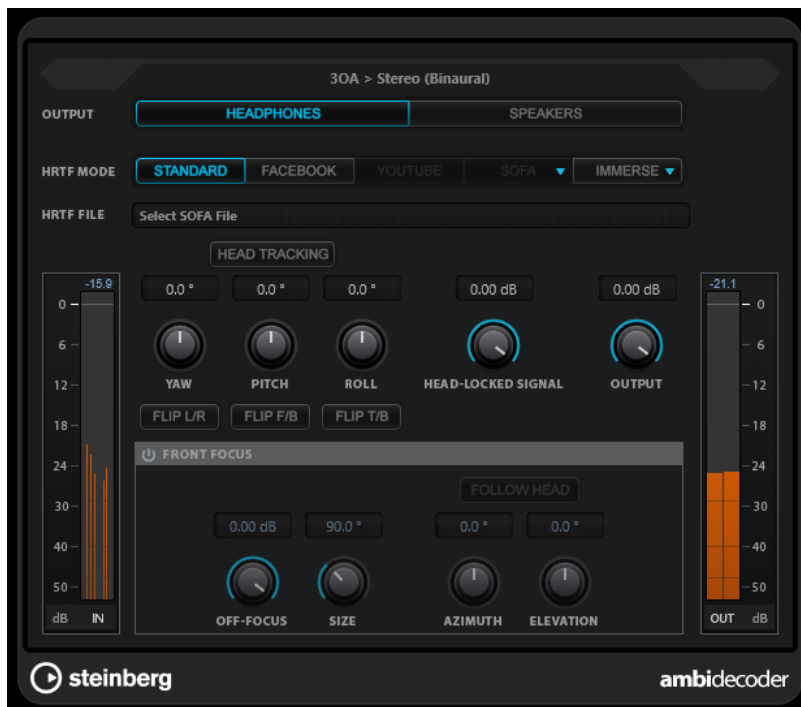 3OA > Stereo (Binaural)
OUTPUT HEADPHONES SPEAKERS
HRTF MODE STANDARD FACEBOOK YOUTUBE SOFA IMMERSE
HRTF FILE Select SOFA File
HEAD TRACKING
-15.9 0.0 ° 0.0 ° 0.0 ° 0.00 dB 0.00 dB -21.1
0 0
6 6
YAW PITCH ROLL HEAD-LOCKED SIGNAL OUTPUT
12 12
FLIP L/R FLIP F/B FLIP T/B
18 18
FRONT FOCUS
24 24
FOLLOW HEAD
30 30
0.00 dB 90.0 ° 0.0 ° 0.0 °
40 40
50 50
dB IN OFF-FOCUS SIZE AZIMUTH ELEVATION OUT dB
steinberg ambidecoder